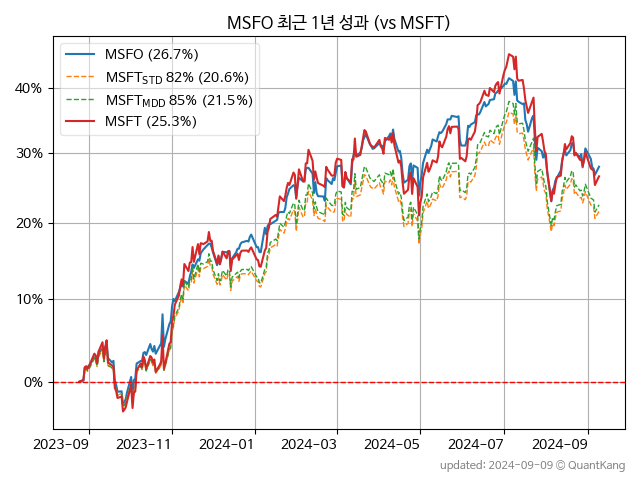 MSFO 최근 1년 성과 (vs MSFT)
MSFO (26.7%)
MSFT_STD 82% (20.6%)
MSFT_MDD 85% (21.5%)
MSFT (25.3%)
40%
30%
20%
10%
0%
2023-09 2023-11 2024-01 2024-03 2024-05 2024-07 2024-09
updated: 2024-09-09 © QuantKang